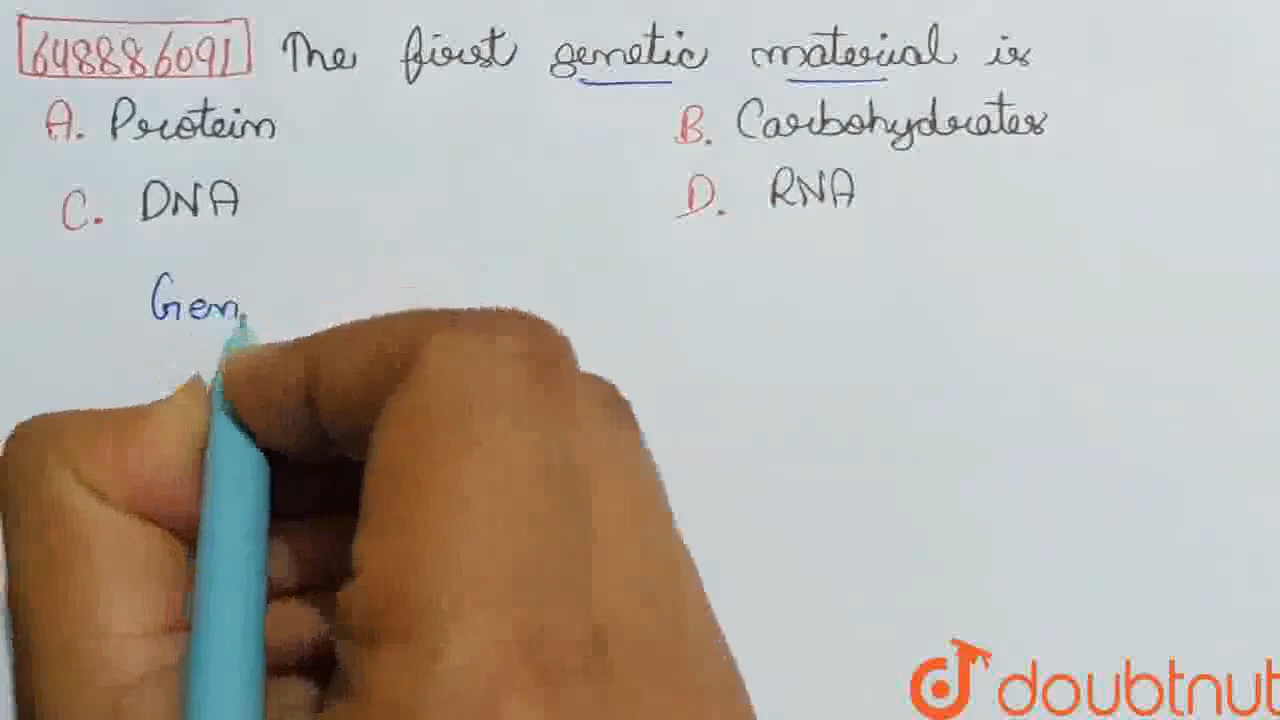 648886091 The first genetic material is
A. Protein B. Carbohydrates
C. DNA D. RNA
Gen
doubtnut